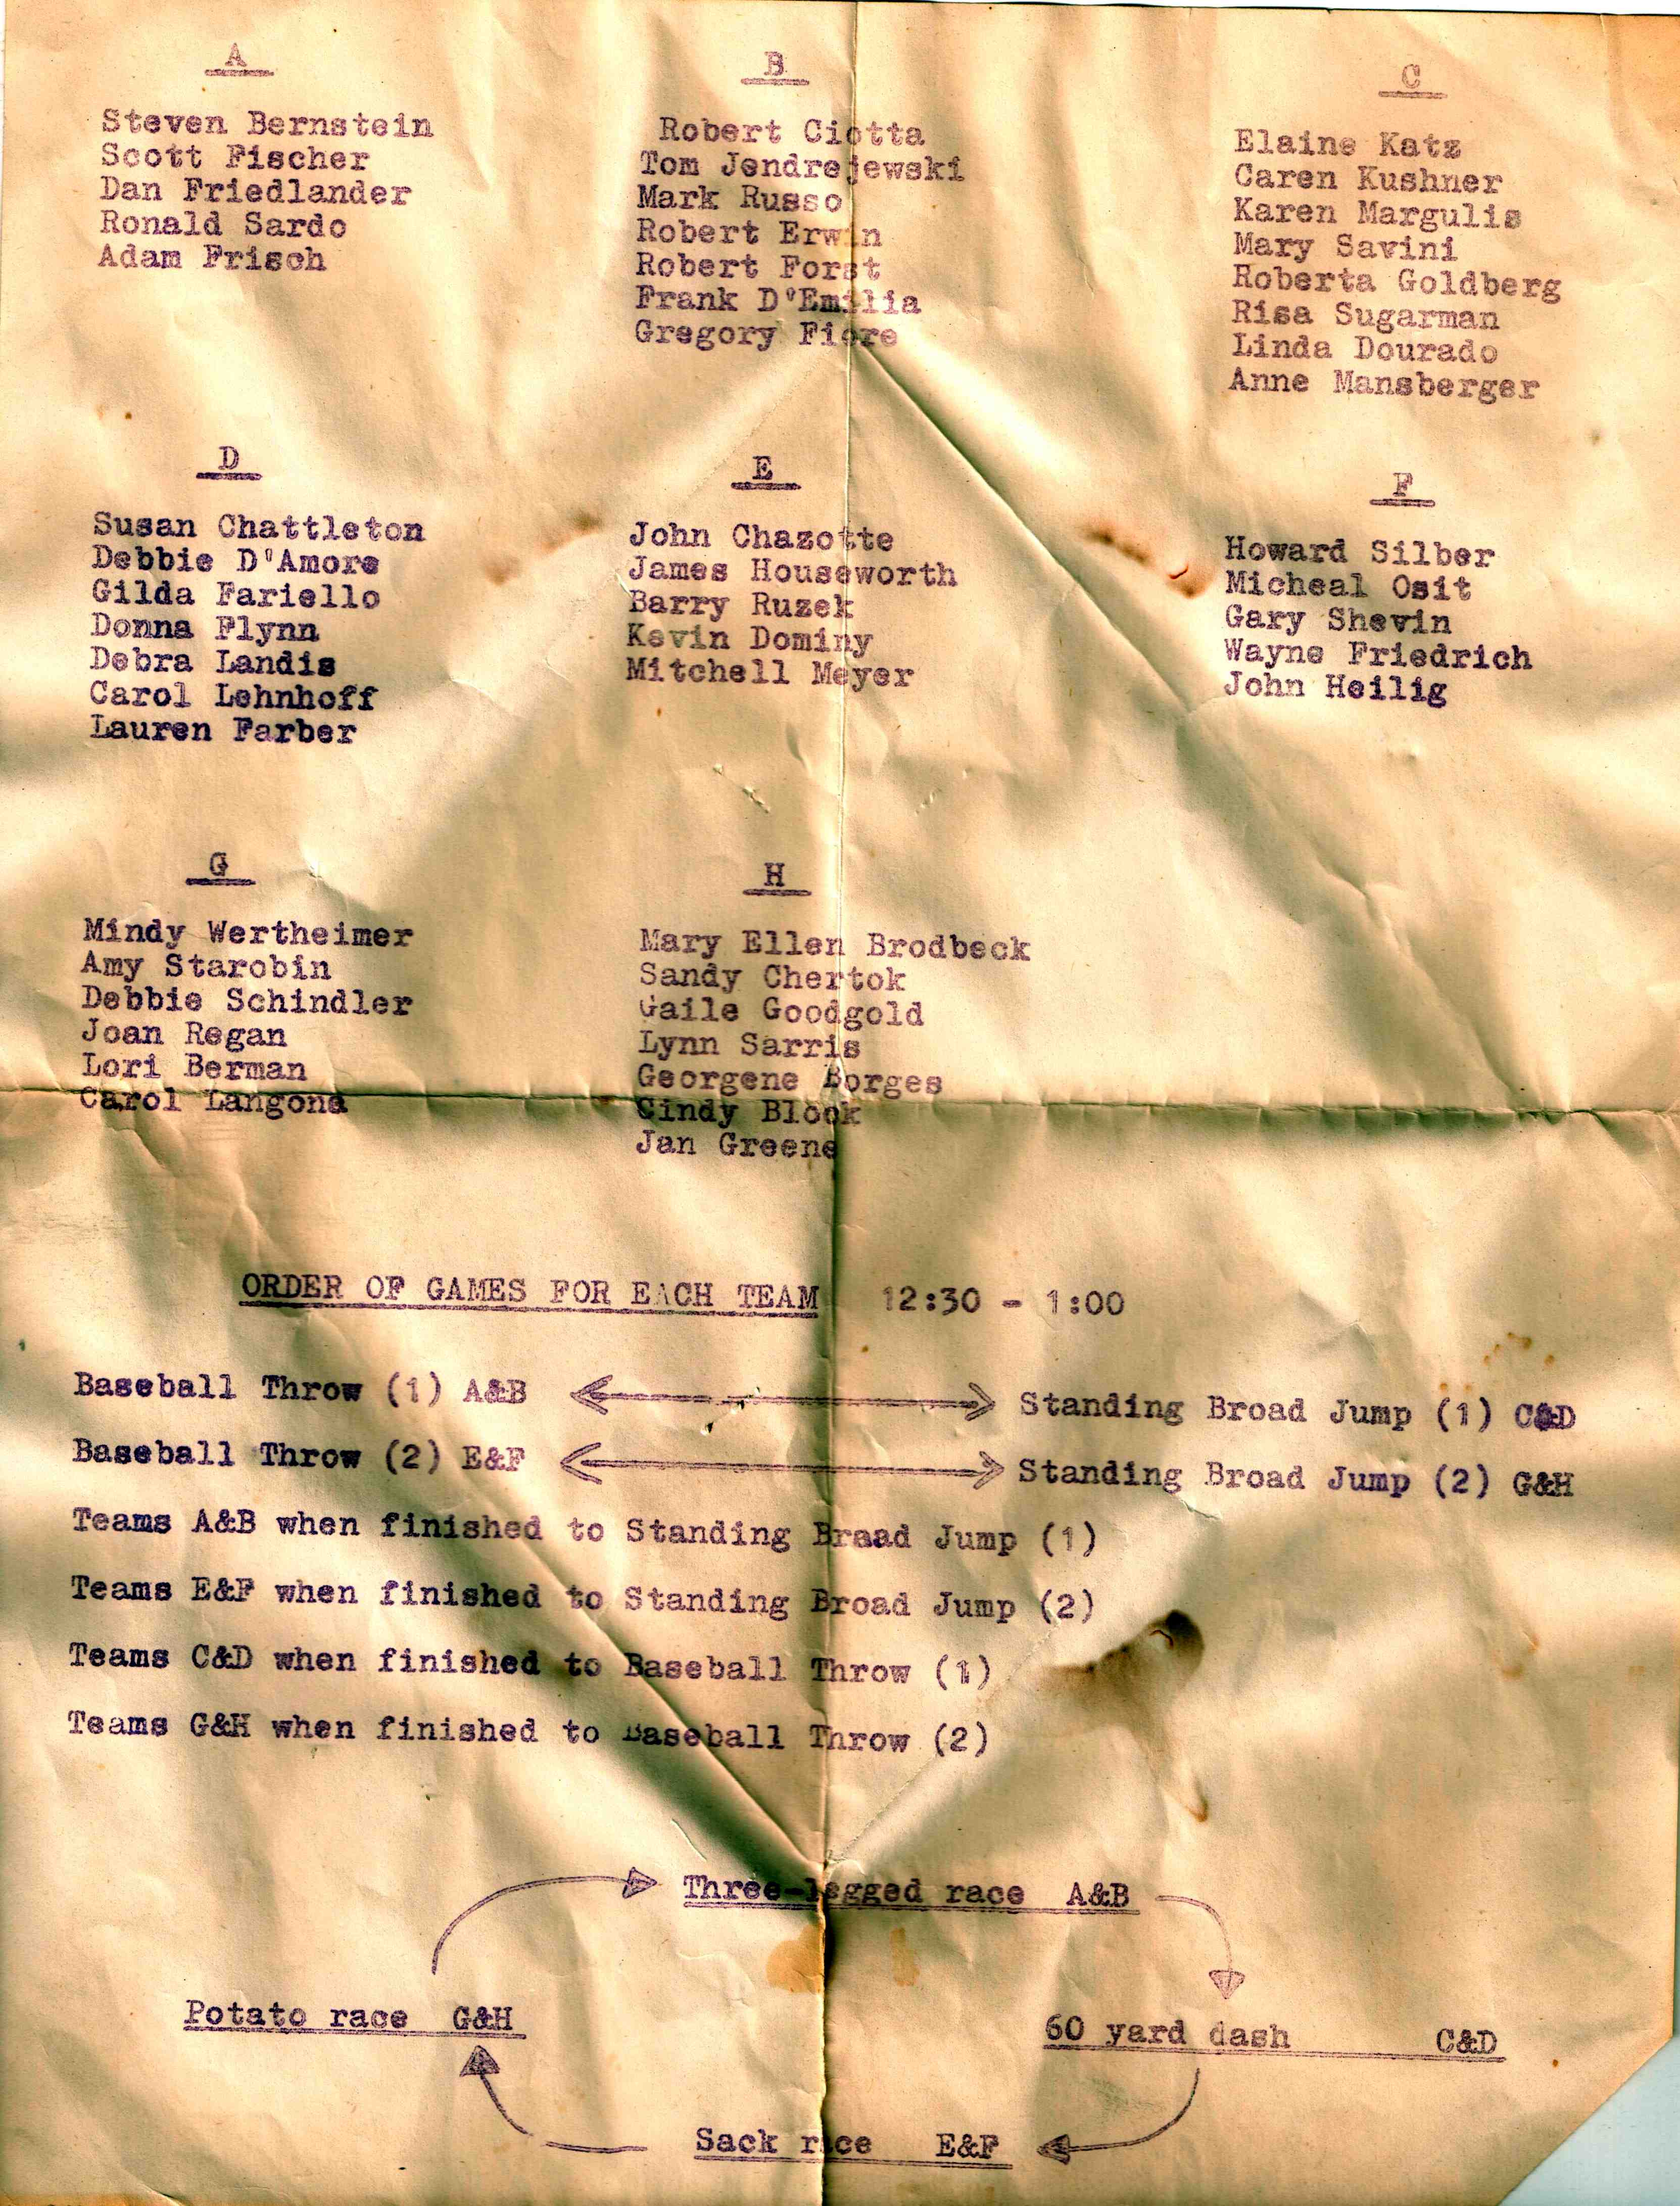 A
Steven Bernstein
Scott Fischer
Dan Friedlander
Ronald Sardo
Adam Frisch
B
Robert Ciotta
Tom Jendrejewski
Mark Russo
Robert Erwin
Robert Forst
Frank D'Emilia
Gregory Fiore
C
Elaine Katz
Caren Kushner
Karen Margulis
Mary Savini
Roberta Goldberg
Risa Sugarman
Linda Dourado
Anne Mansberger
D
Susan Chattleton
Debbie D'Amore
Gilda Fariello
Donna Flynn
Debra Landis
Carol Lehnhoff
Lauren Farber
E
John Chazotte
James Houseworth
Barry Ruzek
Kevin Dominy
Mitchell Meyer
F
Howard Silber
Micheal Osit
Gary Shevin
Wayne Friedrich
John Heilig
G
Mindy Wertheimer
Amy Starobin
Debbie Schindler
Joan Regan
Lori Berman
Carol Langone
H
Mary Ellen Brodbeck
Sandy Chertok
Gaile Goodgold
Lynn Sarris
Georgene Borges
Cindy Block
Jan Greene
ORDER OF GAMES FOR EACH TEAM 12:30 - 1:00
Baseball Throw (1) A&B Standing Broad Jump (1) C&D
Baseball Throw (2) E&F Standing Broad Jump (2) G&H
Teams A&B when finished to Standing Braad Jump (1)
Teams E&F when finished to Standing Broad Jump (2)
Teams C&D when finished to Baseball Throw (1)
Teams G&H when finished to Baseball Throw (2)
Three-legged race A&B
Potato race G&H
60 yard dash C&D
Sack race E&F